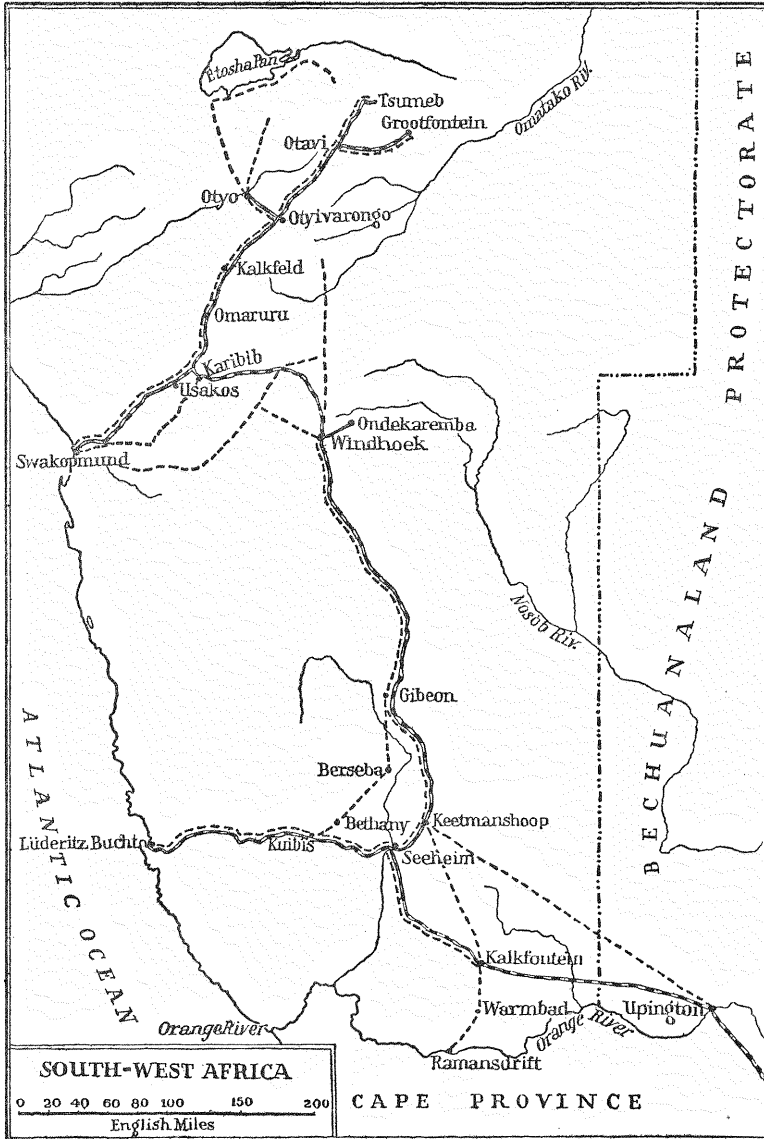 Etosha Pan
Tsumeb
Grootfontein
Omatako Riv.
Otavi
Otyo
Otyivarongo
Kalkfeld
Omaruru
Karibib
Usakos
Ondekaremba
Windhoek
Swakopmund
Nosob Riv.
PROTECTORATE
BECHUANALAND
Gibeon
ATLANTIC OCEAN
Berseba
Bethany
Keetmanshoop
Lüderitz Bucht
Kuibis
Seeheim
Kalkfontein
Warmbad
Upington
Orange River
Orange River
Ramansdrift
SOUTH-WEST AFRICA
0 20 40 60 80 100 150 200
English Miles
CAPE PROVINCE